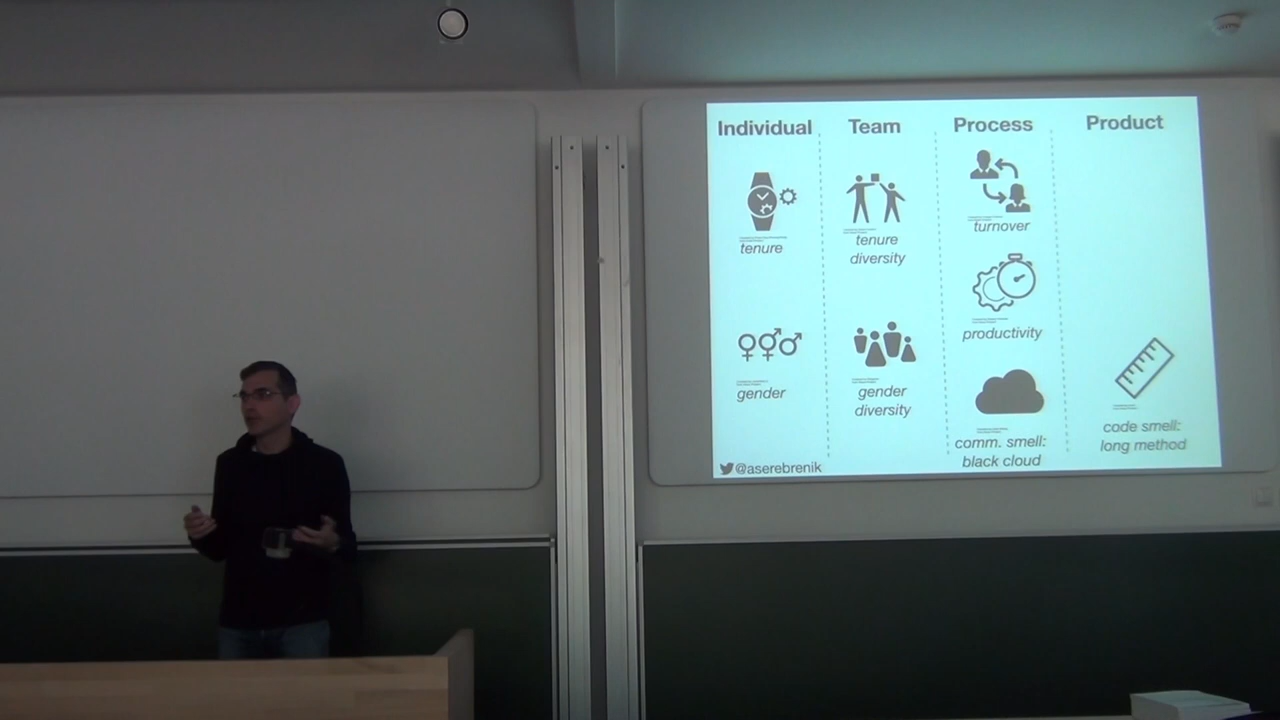 Individual
Team
Process
Product
tenure
tenure
diversity
turnover
productivity
gender
gender
diversity
comm. smell:
black cloud
code smell:
long method
@aserebrenik